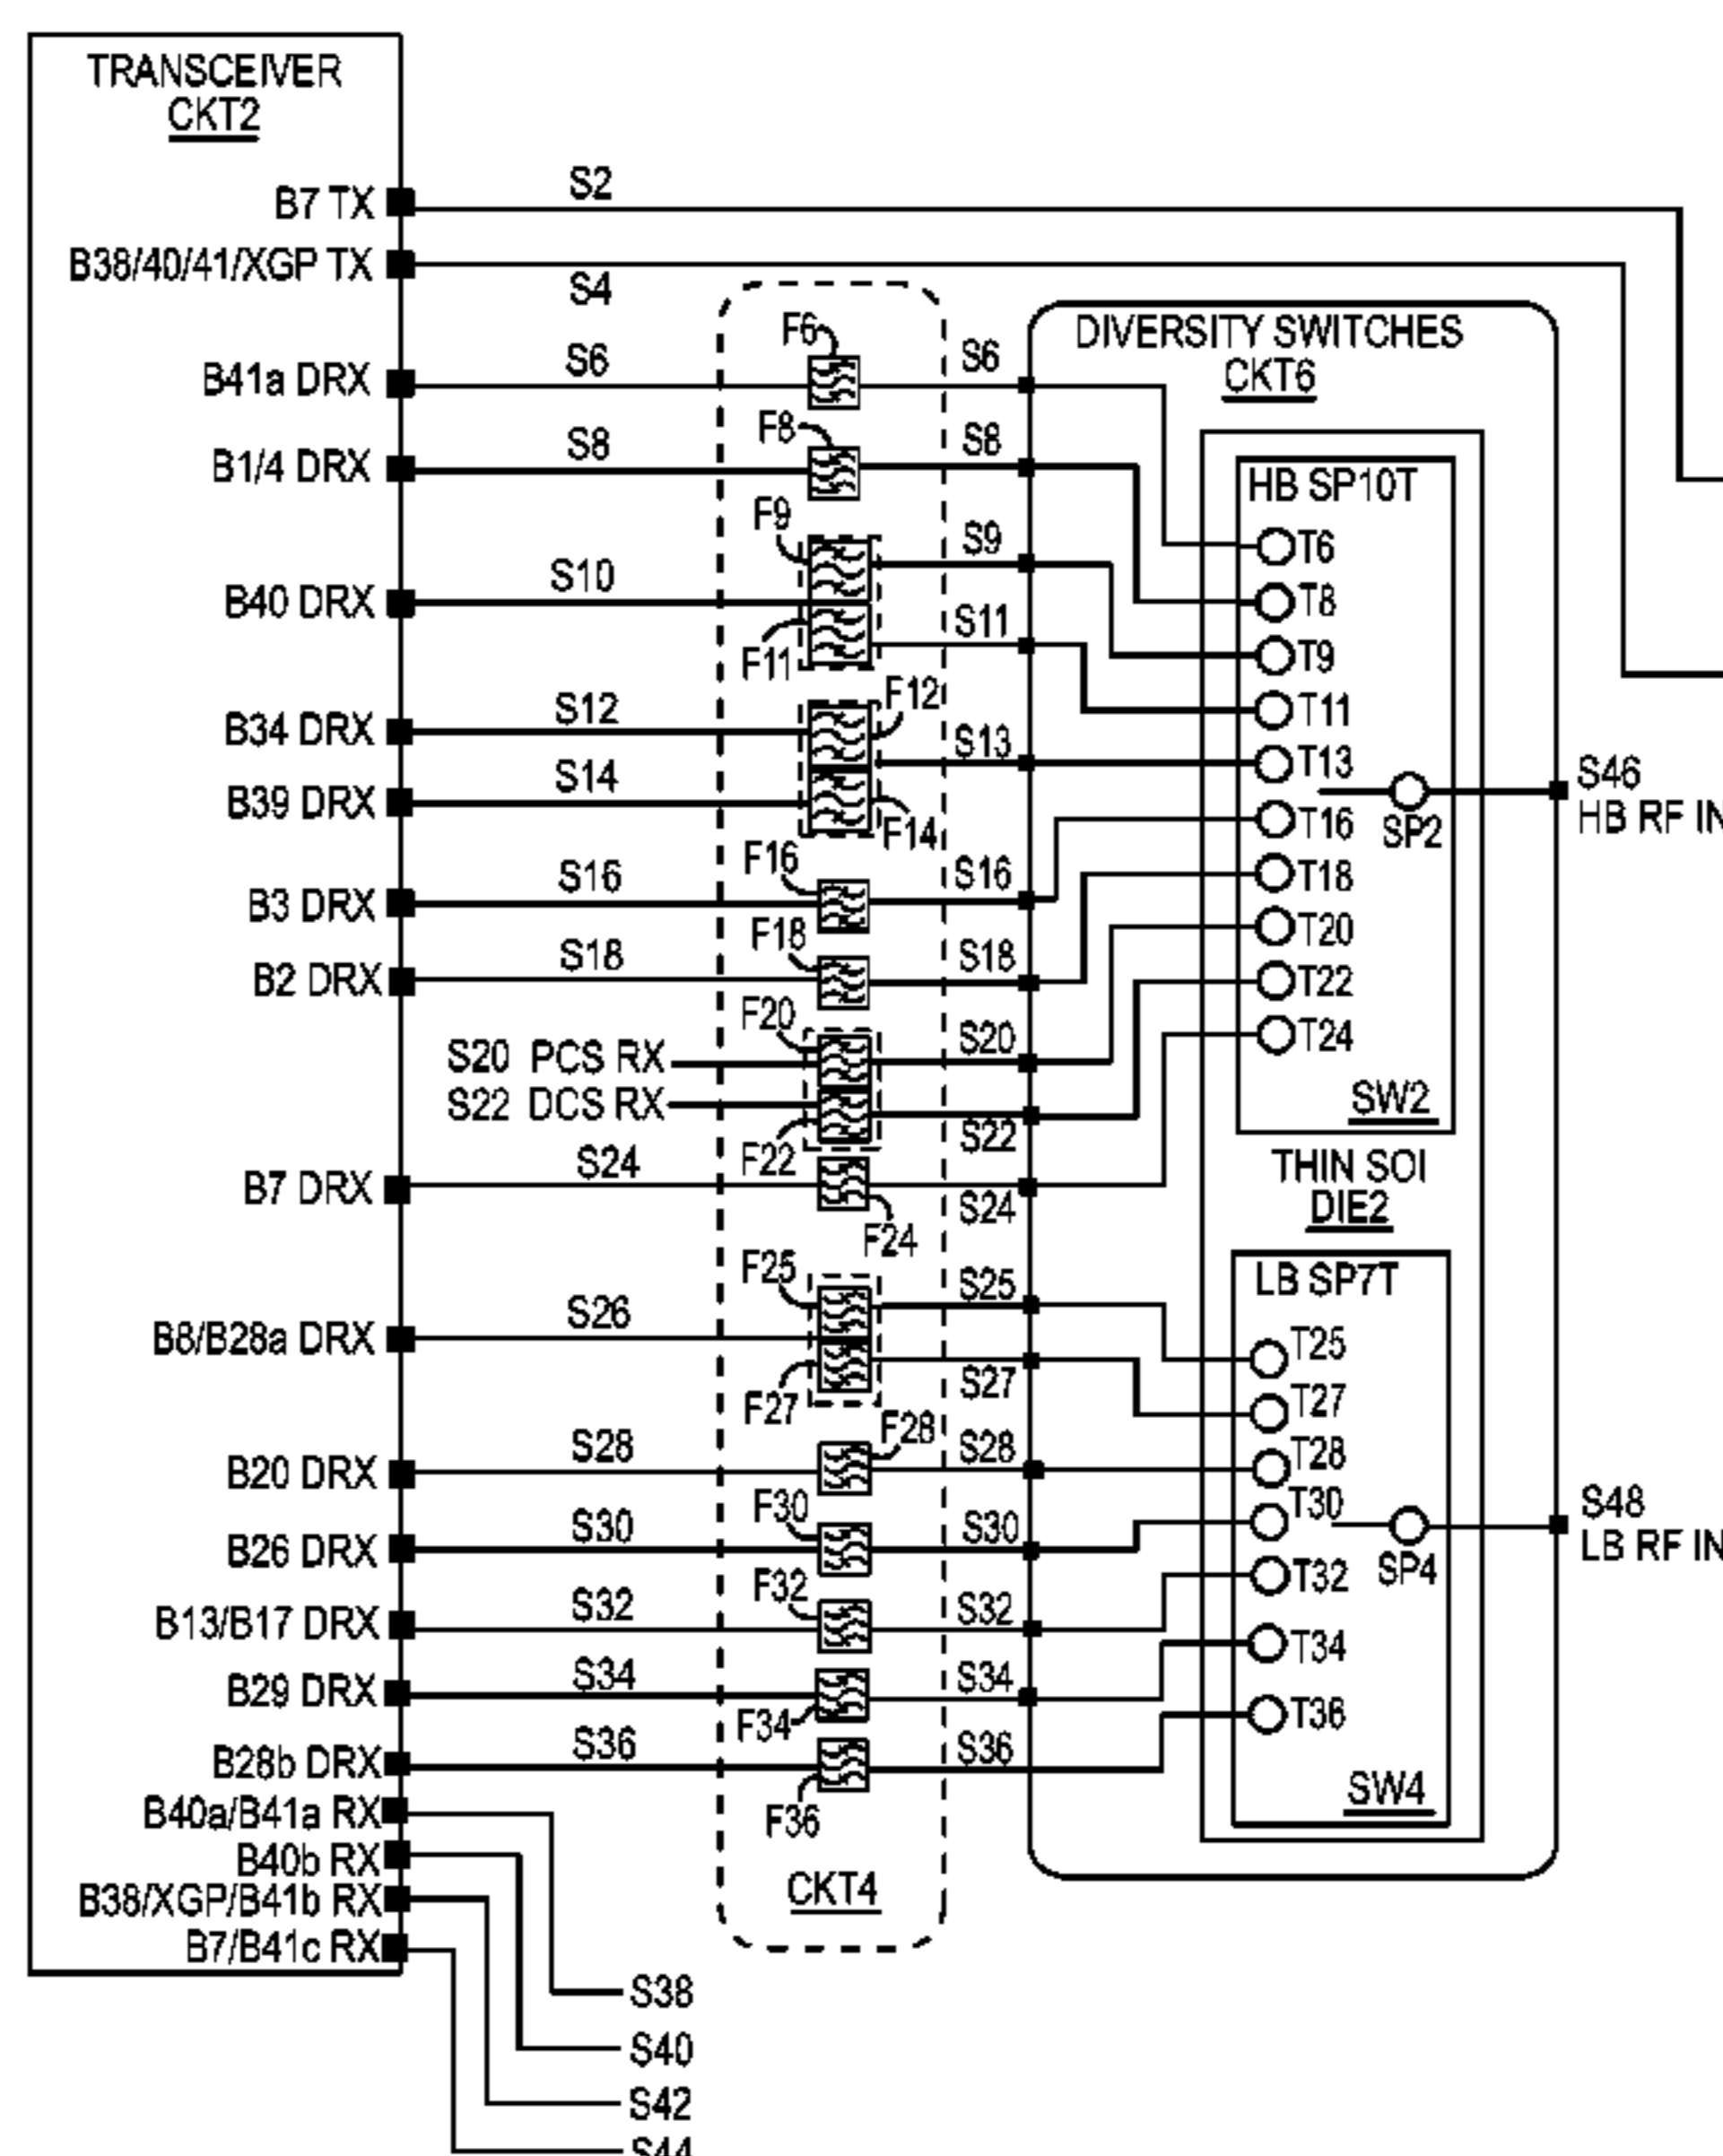 TRANSCEIVER
CKT2
B7 TX
S2
B38/40/41/XGP TX
S4
B41a DRX
S6
F6
S6
DIVERSITY SWITCHES
CKT6
B1/4 DRX
S8
F8
S8
HB SP10T
T6
T8
T9
T11
T13
T16
T18
T20
T22
T24
SP2
SW2
S46
HB RF IN
F9
S9
B40 DRX
S10
F11
S11
B34 DRX
S12
F12
S13
B39 DRX
S14
F14
B3 DRX
S16
F16
S16
B2 DRX
S18
F18
S18
S20 PCS RX
F20
S20
S22 DCS RX
F22
S22
B7 DRX
S24
F24
S24
THIN SOI
DIE2
LB SP7T
T25
T27
T28
T30
T32
T34
T36
SP4
SW4
S48
LB RF IN
F25
S25
B8/B28a DRX
S26
F27
S27
B20 DRX
S28
F28
S28
B26 DRX
S30
F30
S30
B13/B17 DRX
S32
F32
S32
B29 DRX
S34
F34
S34
B28b DRX
S36
F36
S36
CKT4
B40a/B41a RX
B40b RX
B38/XGP/B41b RX
B7/B41c RX
S38
S40
S42
S44